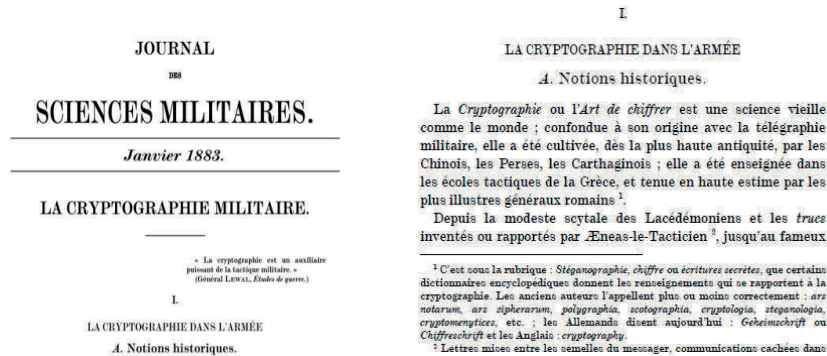 JOURNAL
DES
SCIENCES MILITAIRES.
Janvier 1883.
LA CRYPTOGRAPHIE MILITAIRE.
« La cryptographie est un auxiliaire
puissant de la tactique militaire. »
(Général LEWAL, Études de guerre.)
I.
LA CRYPTOGRAPHIE DANS L'ARMÉE
A. Notions historiques.
I.
LA CRYPTOGRAPHIE DANS L'ARMÉE
A. Notions historiques.
La Cryptographie ou l'Art de chiffrer est une science vieille
comme le monde ; confondue à son origine avec la télégraphie
militaire, elle a été cultivée, dès la plus haute antiquité, par les
Chinois, les Perses, les Carthaginois ; elle a été enseignée dans
les écoles tactiques de la Grèce, et tenue en haute estime par les
plus illustres généraux romains ¹.
Depuis la modeste scytale des Lacédémoniens et les trucs
inventés ou rapportés par Æneas-le-Tacticien ², jusqu'au fameux
¹ C'est sous la rubrique : Stéganographie, chiffre ou écritures secrètes, que certains
dictionnaires encyclopédiques donnent les renseignements qui se rapportent à la
cryptographie. Les anciens auteurs l'appellent plus ou moins correctement : ars
notarum, ars zipherarum, polygraphia, scotographia, cryptologia, steganologia,
cryptomenytices, etc. ; les Allemands disent aujourd'hui : Geheimschrift ou
Chiffreschrift et les Anglais : cryptography.
² Lettres mises entre les semelles du messager, communications cachées dans